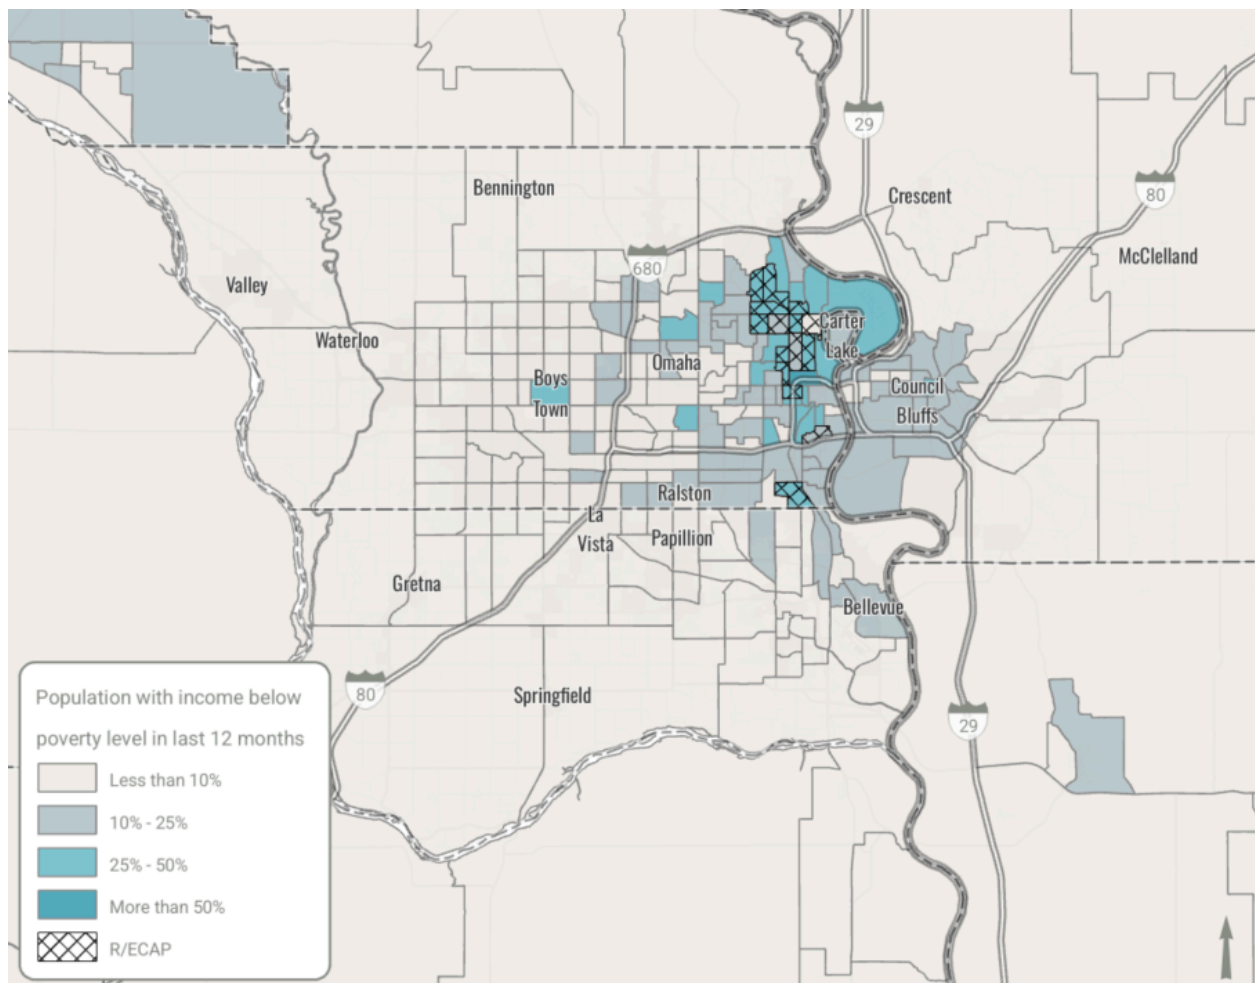 29
Crescent
80
Bennington
McClelland
680
Valley
Carter
Lake
Waterloo
Omaha
Boys
Town
Council
Bluffs
Ralston
La
Vista
Papillion
Gretna
Bellevue
80
Springfield
29
Population with income below
poverty level in last 12 months
Less than 10%
10% - 25%
25% - 50%
More than 50%
R/ECAP